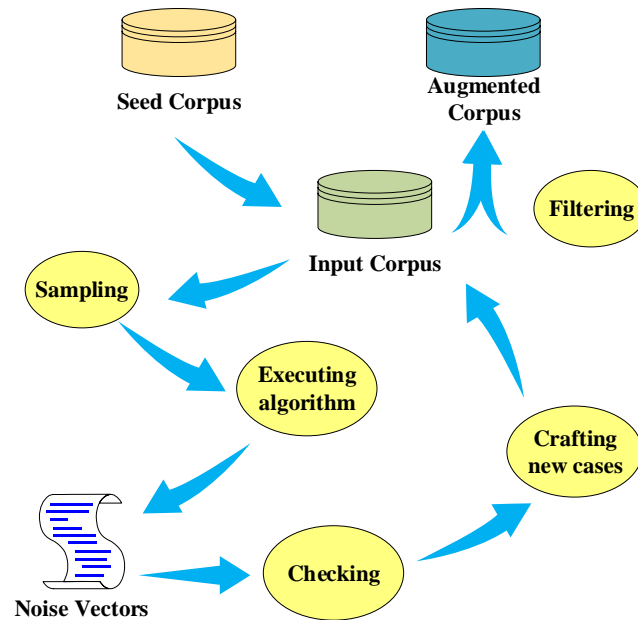 Seed Corpus
Augmented
Corpus
Filtering
Input Corpus
Sampling
Executing
algorithm
Crafting
new cases
Checking
Noise Vectors